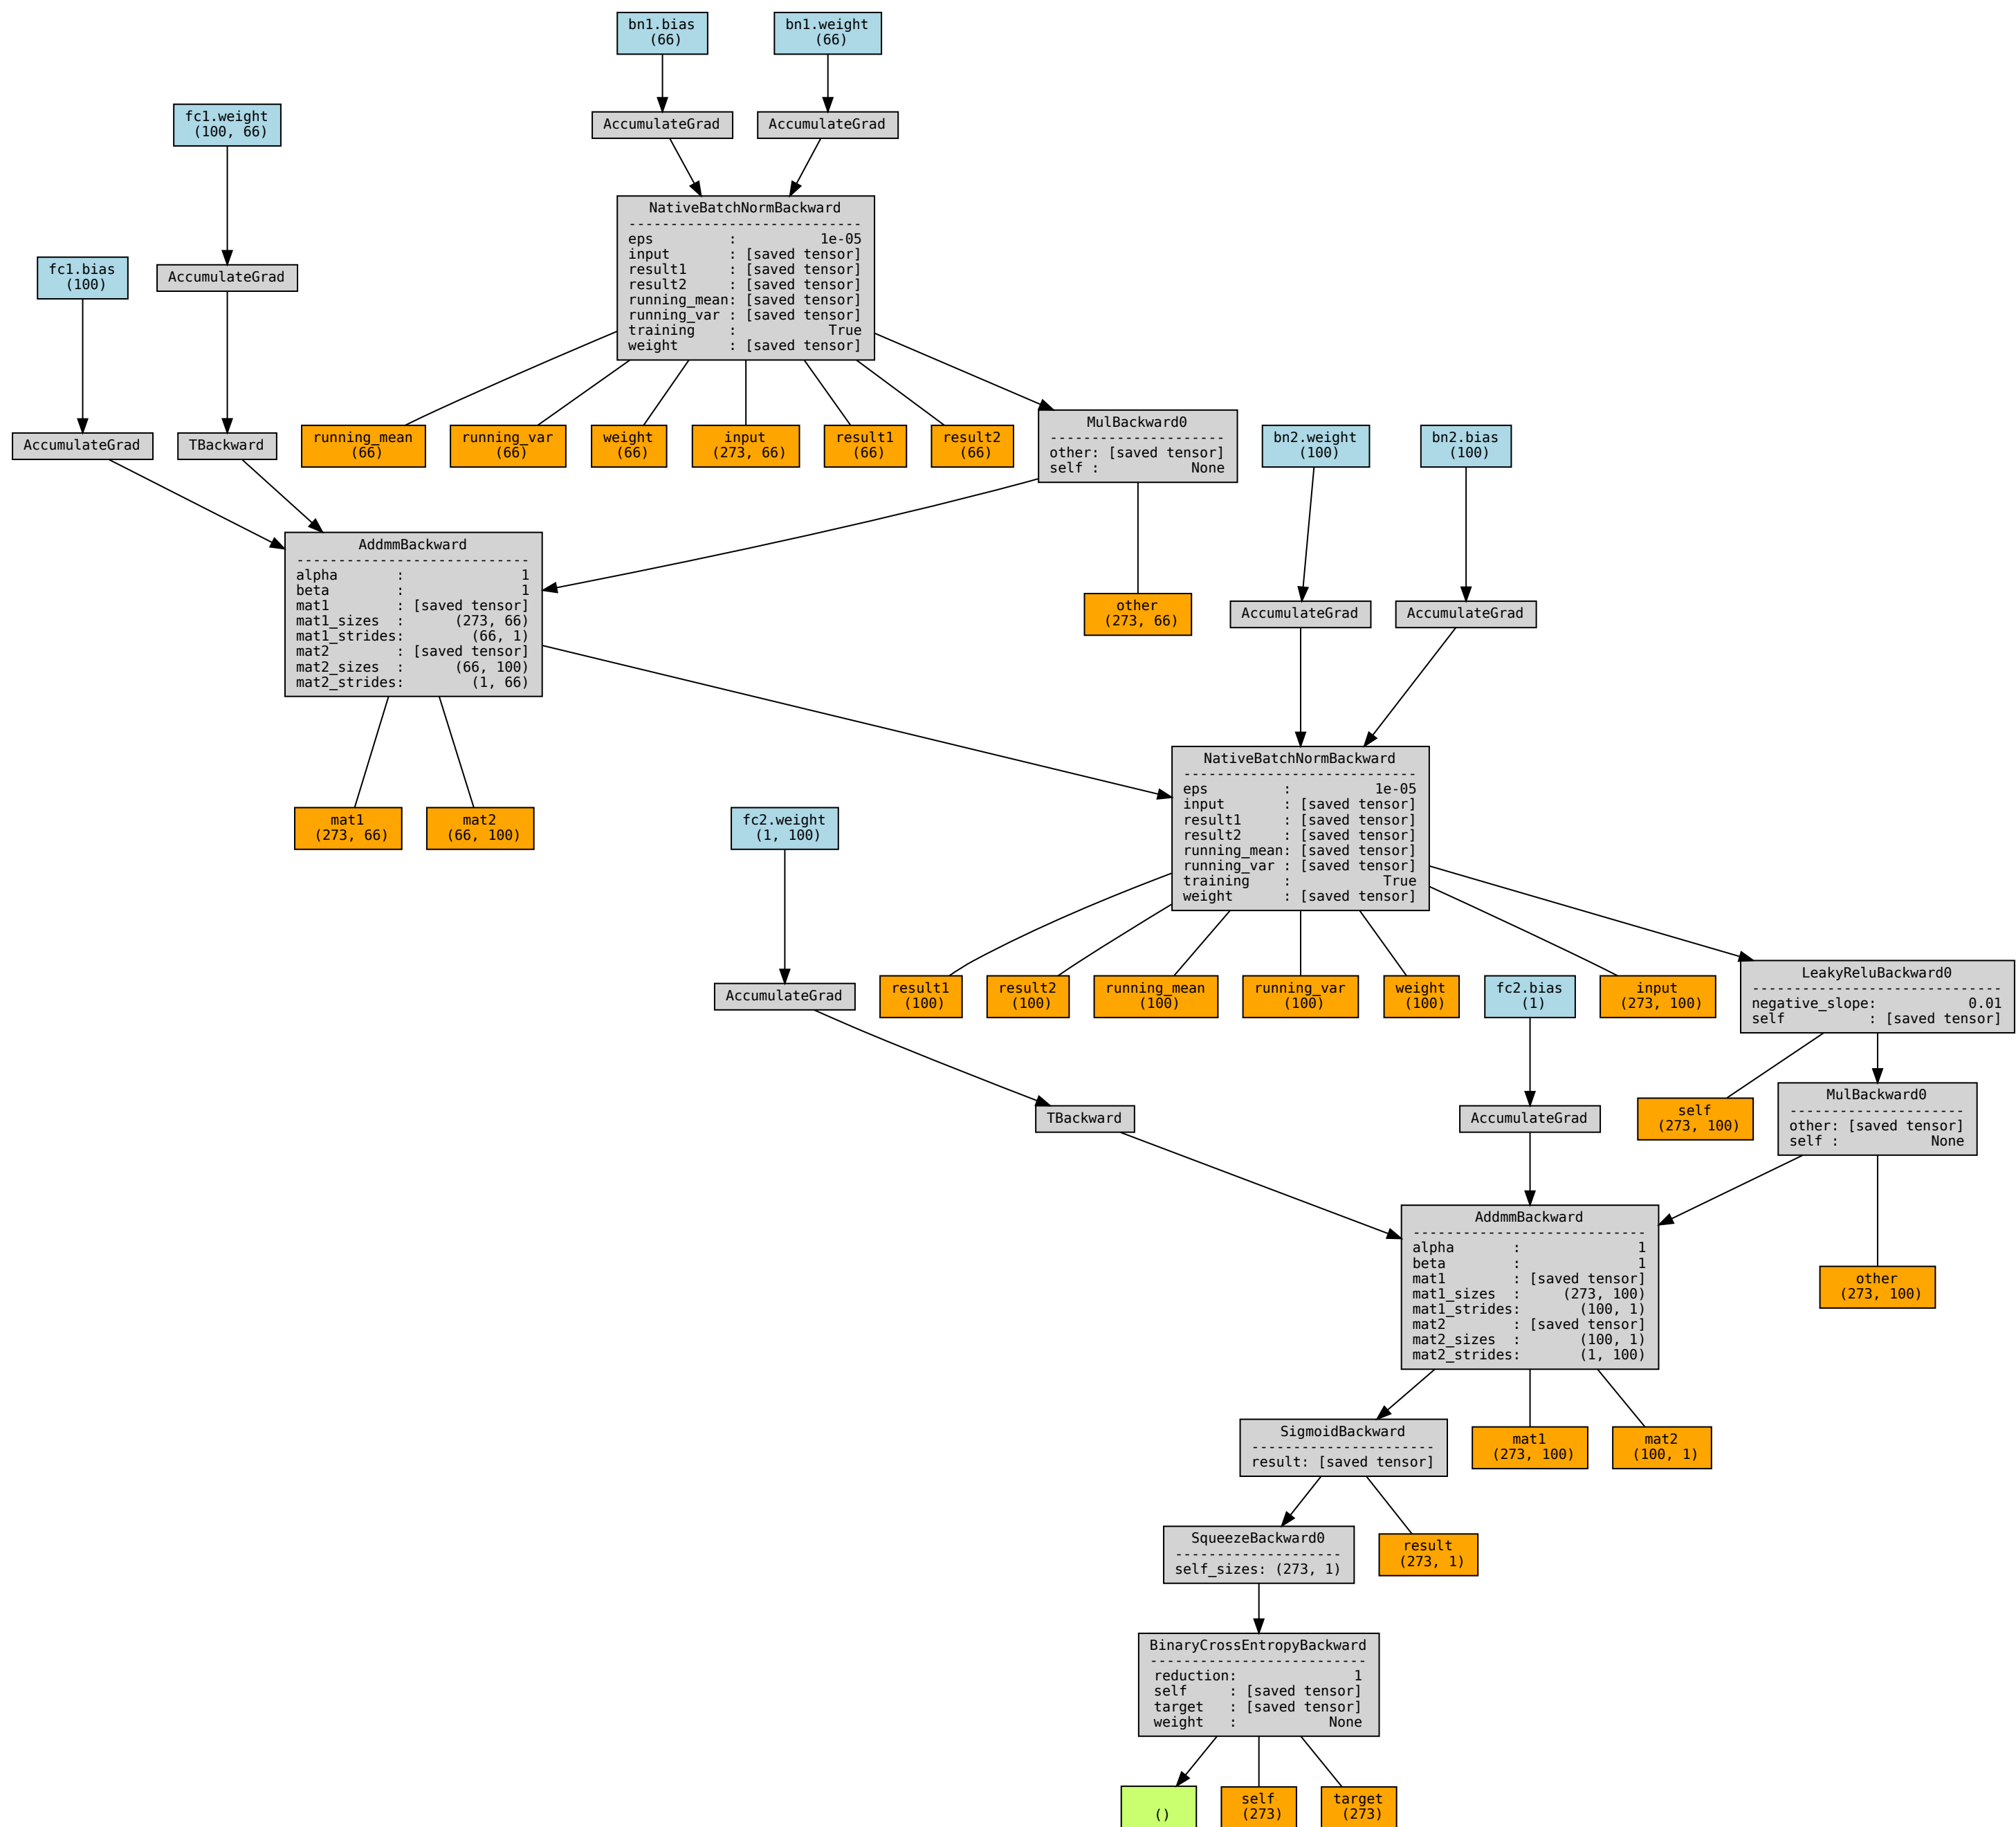 bn1.bias
(66)
bn1.weight
(66)
fc1.weight
(100, 66)
AccumulateGrad
AccumulateGrad
NativeBatchNormBackward
----------------------------
eps         :          1e-05
input       : [saved tensor]
result1     : [saved tensor]
result2     : [saved tensor]
running_mean: [saved tensor]
running_var : [saved tensor]
training    :           True
weight      : [saved tensor]
fc1.bias
(100)
AccumulateGrad
AccumulateGrad
TBackward
running_mean
(66)
running_var
(66)
weight
(66)
input
(273, 66)
result1
(66)
result2
(66)
MulBackward0
---------------------
other: [saved tensor]
self :           None
bn2.weight
(100)
bn2.bias
(100)
AddmmBackward
----------------------------
alpha       :              1
beta        :              1
mat1        : [saved tensor]
mat1_sizes  :      (273, 66)
mat1_strides:        (66, 1)
mat2        : [saved tensor]
mat2_sizes  :      (66, 100)
mat2_strides:        (1, 66)
other
(273, 66)
AccumulateGrad
AccumulateGrad
mat1
(273, 66)
mat2
(66, 100)
fc2.weight
(1, 100)
NativeBatchNormBackward
----------------------------
eps         :          1e-05
input       : [saved tensor]
result1     : [saved tensor]
result2     : [saved tensor]
running_mean: [saved tensor]
running_var : [saved tensor]
training    :           True
weight      : [saved tensor]
AccumulateGrad
result1
(100)
result2
(100)
running_mean
(100)
running_var
(100)
weight
(100)
fc2.bias
(1)
input
(273, 100)
LeakyReluBackward0
------------------------------
negative_slope:           0.01
self          : [saved tensor]
TBackward
AccumulateGrad
self
(273, 100)
MulBackward0
---------------------
other: [saved tensor]
self :           None
AddmmBackward
----------------------------
alpha       :              1
beta        :              1
mat1        : [saved tensor]
mat1_sizes  :     (273, 100)
mat1_strides:       (100, 1)
mat2        : [saved tensor]
mat2_sizes  :       (100, 1)
mat2_strides:       (1, 100)
other
(273, 100)
SigmoidBackward
----------------------
result: [saved tensor]
mat1
(273, 100)
mat2
(100, 1)
SqueezeBackward0
--------------------
self_sizes: (273, 1)
result
(273, 1)
BinaryCrossEntropyBackward
--------------------------
reduction:              1
self     : [saved tensor]
target   : [saved tensor]
weight   :           None
()
self
(273)
target
(273)